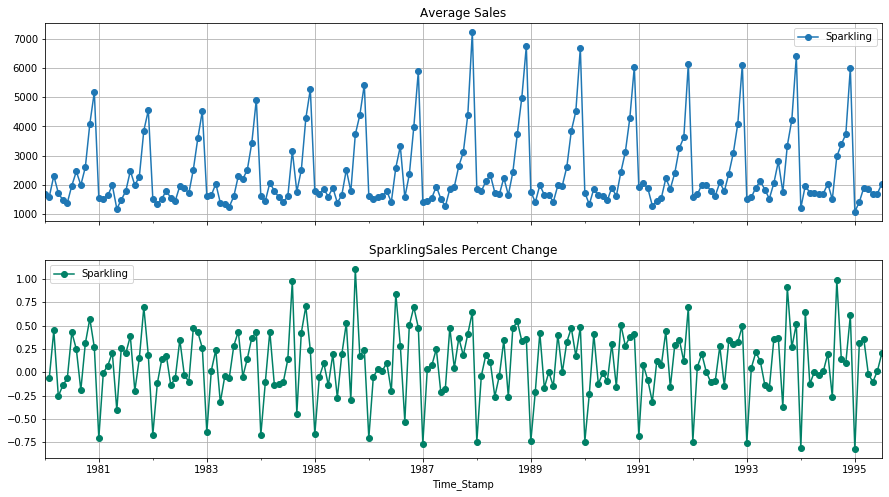 Average Sales
Sparkling
7000
6000
5000
4000
3000
2000
1000
SparklingSales Percent Change
Sparkling
1.00
0.75
0.50
0.25
0.00
−0.25
−0.50
−0.75
1981 1983 1985 1987 1989 1991 1993 1995
Time_Stamp